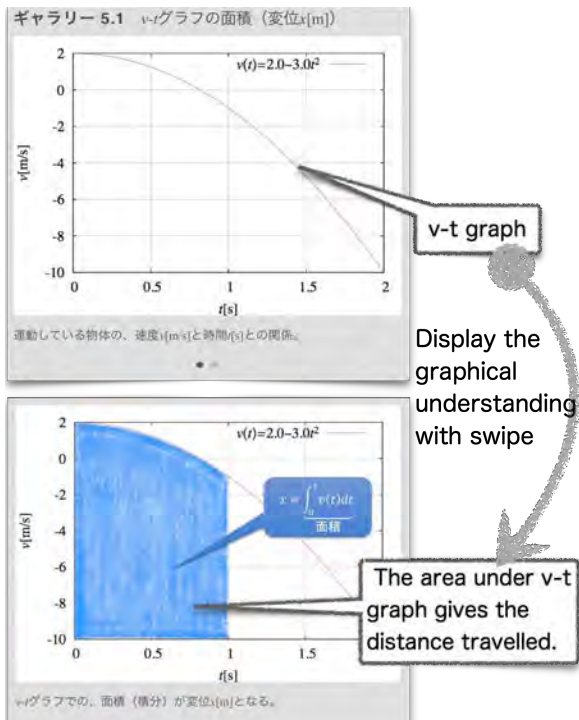 ギャラリー 5.1 v-tグラフの面積（変位x[m]）
v(t)=2.0–3.0t²
2
0
-2
-4
-6
-8
-10
v[m/s]
0
0.5
1
1.5
2
t[s]
運動している物体の、速度v[m/s]と時間t[s]との関係。
v-t graph
Display the
graphical
understanding
with swipe
v(t)=2.0–3.0t²
2
0
-2
-4
-6
-8
-10
v[m/s]
x = ∫₀¹ v(t)dt
面積
0
0.5
1
1.5
t[s]
The area under v-t
graph gives the
distance travelled.
v-tグラフでの、面積（積分）が変位x[m]となる。